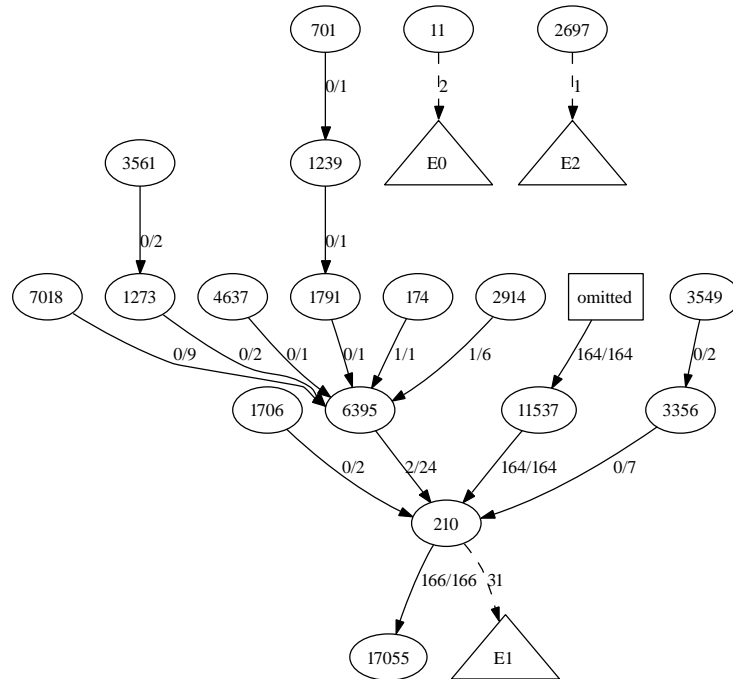 701 11 2697
0/1 2 1
3561 1239 E0 E2
0/2 0/1
7018 1273 4637 1791 174 2914 omitted 3549
0/9 0/2 0/1 0/1 1/1 1/6 164/164 0/2
1706 6395 11537 3356
0/2 2/24 164/164 0/7
210
166/166 31
17055 E1